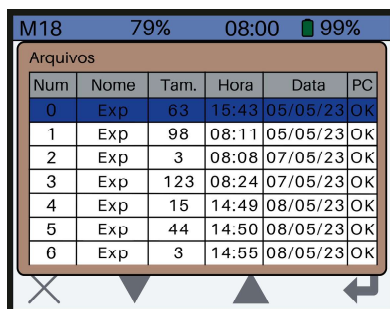 M18 79% 08:00 99%
Arquivos
Num Nome Tam. Hora Data PC
0 Exp 63 15:43 05/05/23 OK
1 Exp 98 08:11 05/05/23 OK
2 Exp 3 08:08 07/05/23 OK
3 Exp 123 08:24 07/05/23 OK
4 Exp 15 14:49 08/05/23 OK
5 Exp 44 14:50 08/05/23 OK
6 Exp 3 14:55 08/05/23 OK